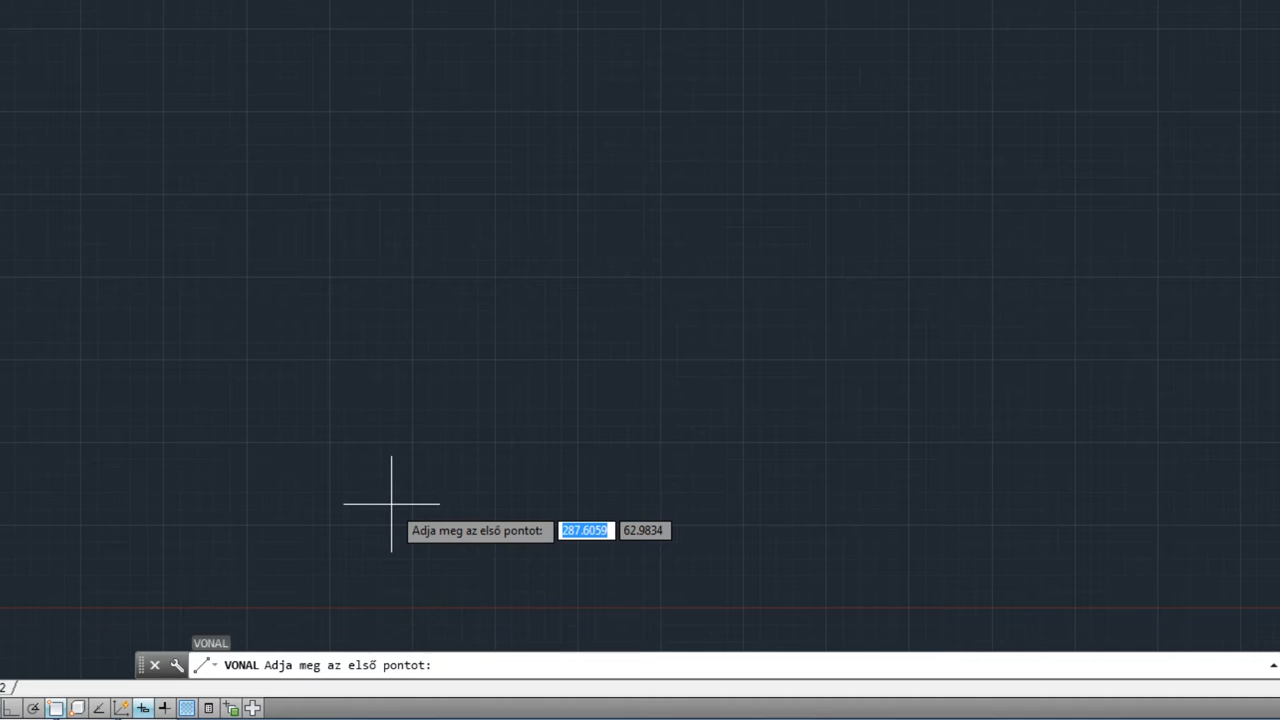 Adja meg az első pontot: 287.6059 62.9834
VONAL
VONAL Adja meg az első pontot:
2